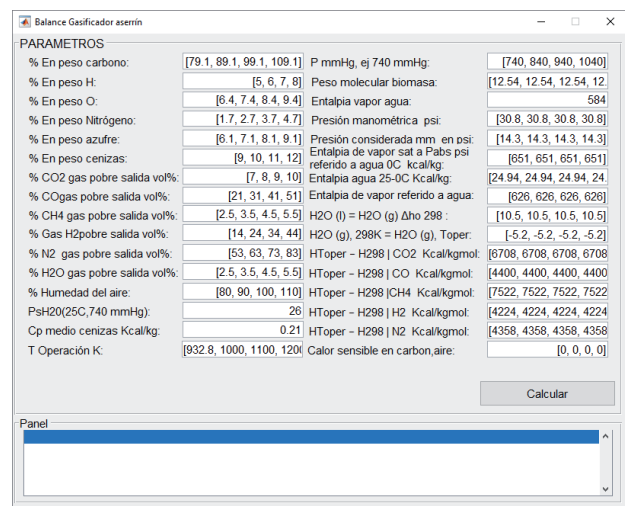 Balance Gasificador aserrín
PARAMETROS
% En peso carbono: [79.1, 89.1, 99.1, 109.1] P mmHg, ej 740 mmHg: [740, 840, 940, 1040]
% En peso H: [5, 6, 7, 8] Peso molecular biomasa: [12.54, 12.54, 12.54, 12.
% En peso O: [6.4, 7.4, 8.4, 9.4] Entalpia vapor agua: 584
% En peso Nitrógeno: [1.7, 2.7, 3.7, 4.7] Presión manométrica psi: [30.8, 30.8, 30.8, 30.8]
% En peso azufre: [6.1, 7.1, 8.1, 9.1] Presión considerada mm en psi: [14.3, 14.3, 14.3, 14.3]
% En peso cenizas: [9, 10, 11, 12] Entalpia de vapor sat a Pabs psi
referido a agua 0C kcal/kg: [651, 651, 651, 651]
% CO2 gas pobre salida vol%: [7, 8, 9, 10] Entalpia agua 25-0C Kcal/kg: [24.94, 24.94, 24.94, 24.
% COgas pobre salida vol%: [21, 31, 41, 51] Entalpia de vapor referido a agua: [626, 626, 626, 626]
% CH4 gas pobre salida vol%: [2.5, 3.5, 4.5, 5.5] H2O (l) = H2O (g) Δho 298 : [10.5, 10.5, 10.5, 10.5]
% Gas H2pobre salida vol%: [14, 24, 34, 44] H2O (g), 298K = H2O (g), Toper: [-5.2, -5.2, -5.2, -5.2]
% N2 gas pobre salida vol%: [53, 63, 73, 83] HToper – H298 | CO2 Kcal/kgmol: [6708, 6708, 6708, 6708
% H2O gas pobre salida vol%: [2.5, 3.5, 4.5, 5.5] HToper – H298 | CO Kcal/kgmol: [4400, 4400, 4400, 4400
% Humedad del aire: [80, 90, 100, 110] HToper – H298 |CH4 Kcal/kgmol: [7522, 7522, 7522, 7522
PsH20(25C,740 mmHg): 26 HToper – H298 | H2 Kcal/kgmol: [4224, 4224, 4224, 4224
Cp medio cenizas Kcal/kg: 0.21 HToper – H298 | N2 Kcal/kgmol: [4358, 4358, 4358, 4358
T Operación K: [932.8, 1000, 1100, 120 Calor sensible en carbon,aire: [0, 0, 0, 0]
Calcular
Panel